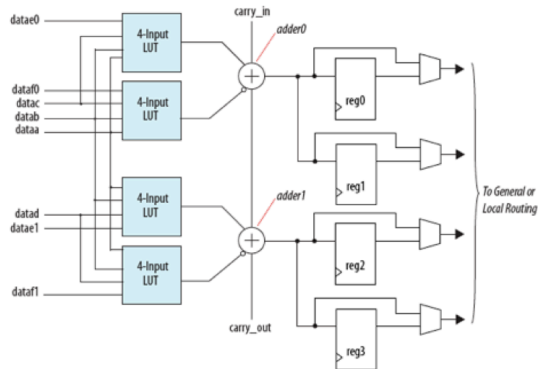 carry_in
adder0
datae0
4-Input
LUT
dataf0
datac
datab
dataa
4-Input
LUT
reg0
reg1
To General or
Local Routing
4-Input
LUT
adder1
datad
datae1
4-Input
LUT
reg2
dataf1
carry_out
reg3